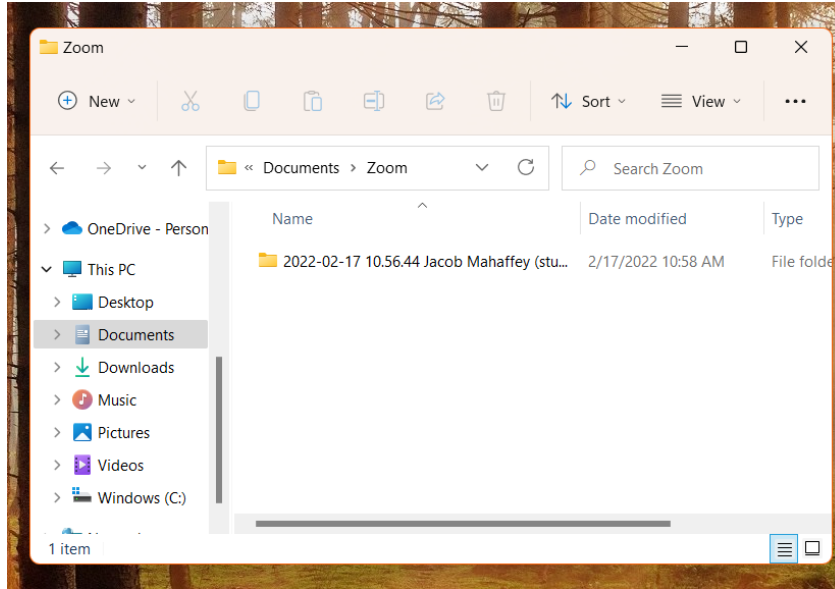 Zoom
New Sort View
« Documents > Zoom Search Zoom
Name Date modified Type
OneDrive - Person
This PC
2022-02-17 10.56.44 Jacob Mahaffey (stu... 2/17/2022 10:58 AM File folde
Desktop
Documents
Downloads
Music
Pictures
Videos
Windows (C:)
1 item